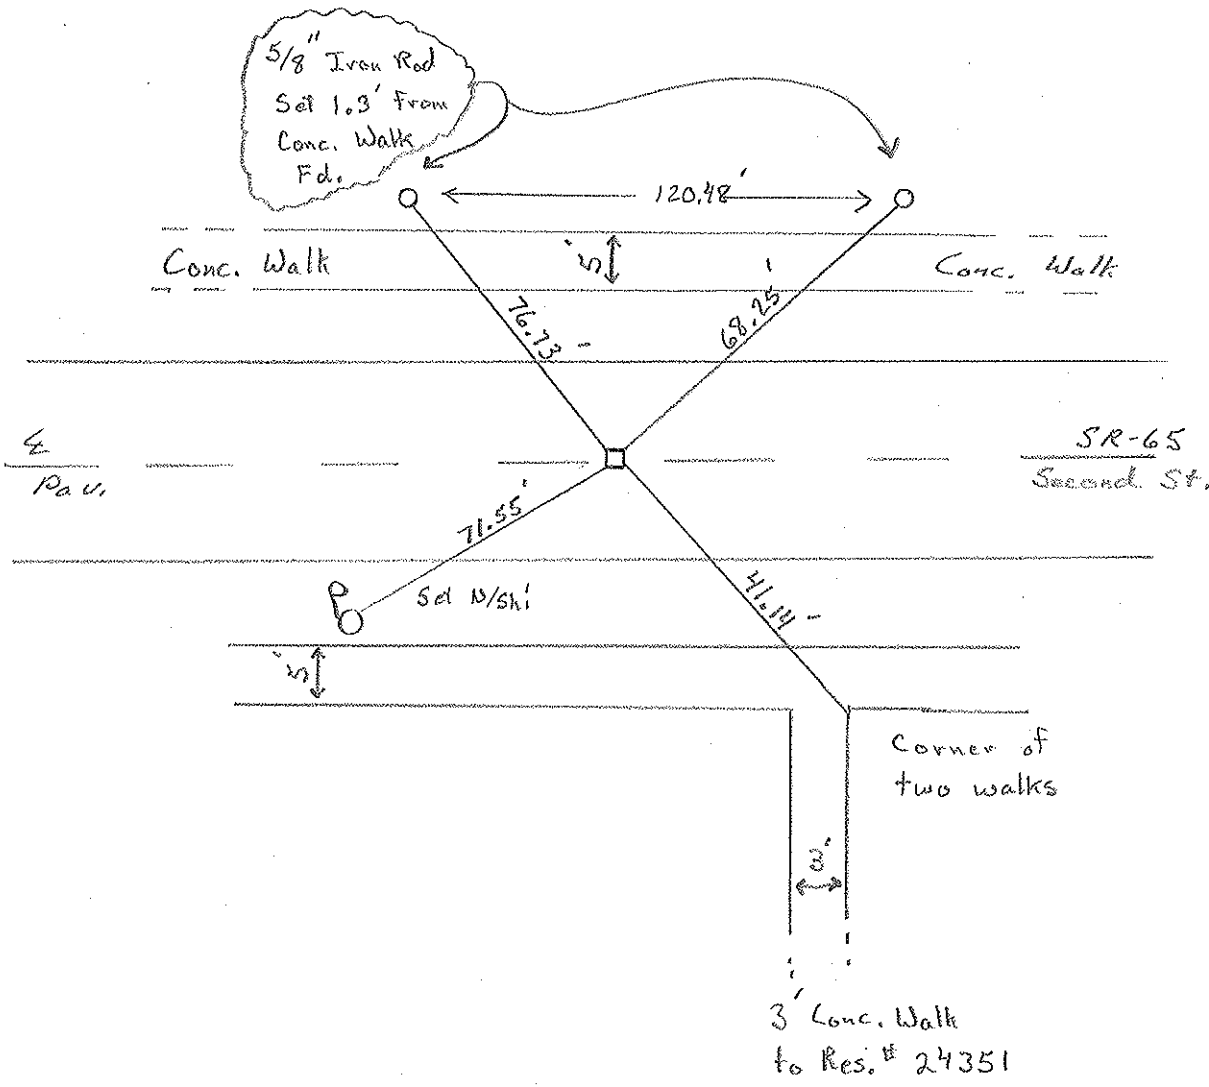 5/8" Iron Rod
Set 1.3' From
Conc. Walk
Fd.
120.48'
Conc. Walk
5'
Conc. Walk
76.73'
68.25'
℄
Pav.
SR-65
Second St.
71.55'
Set N/Shi
41.14'
5'
Corner of
two walks
3'
3' Conc. Walk
to Res. # 24351